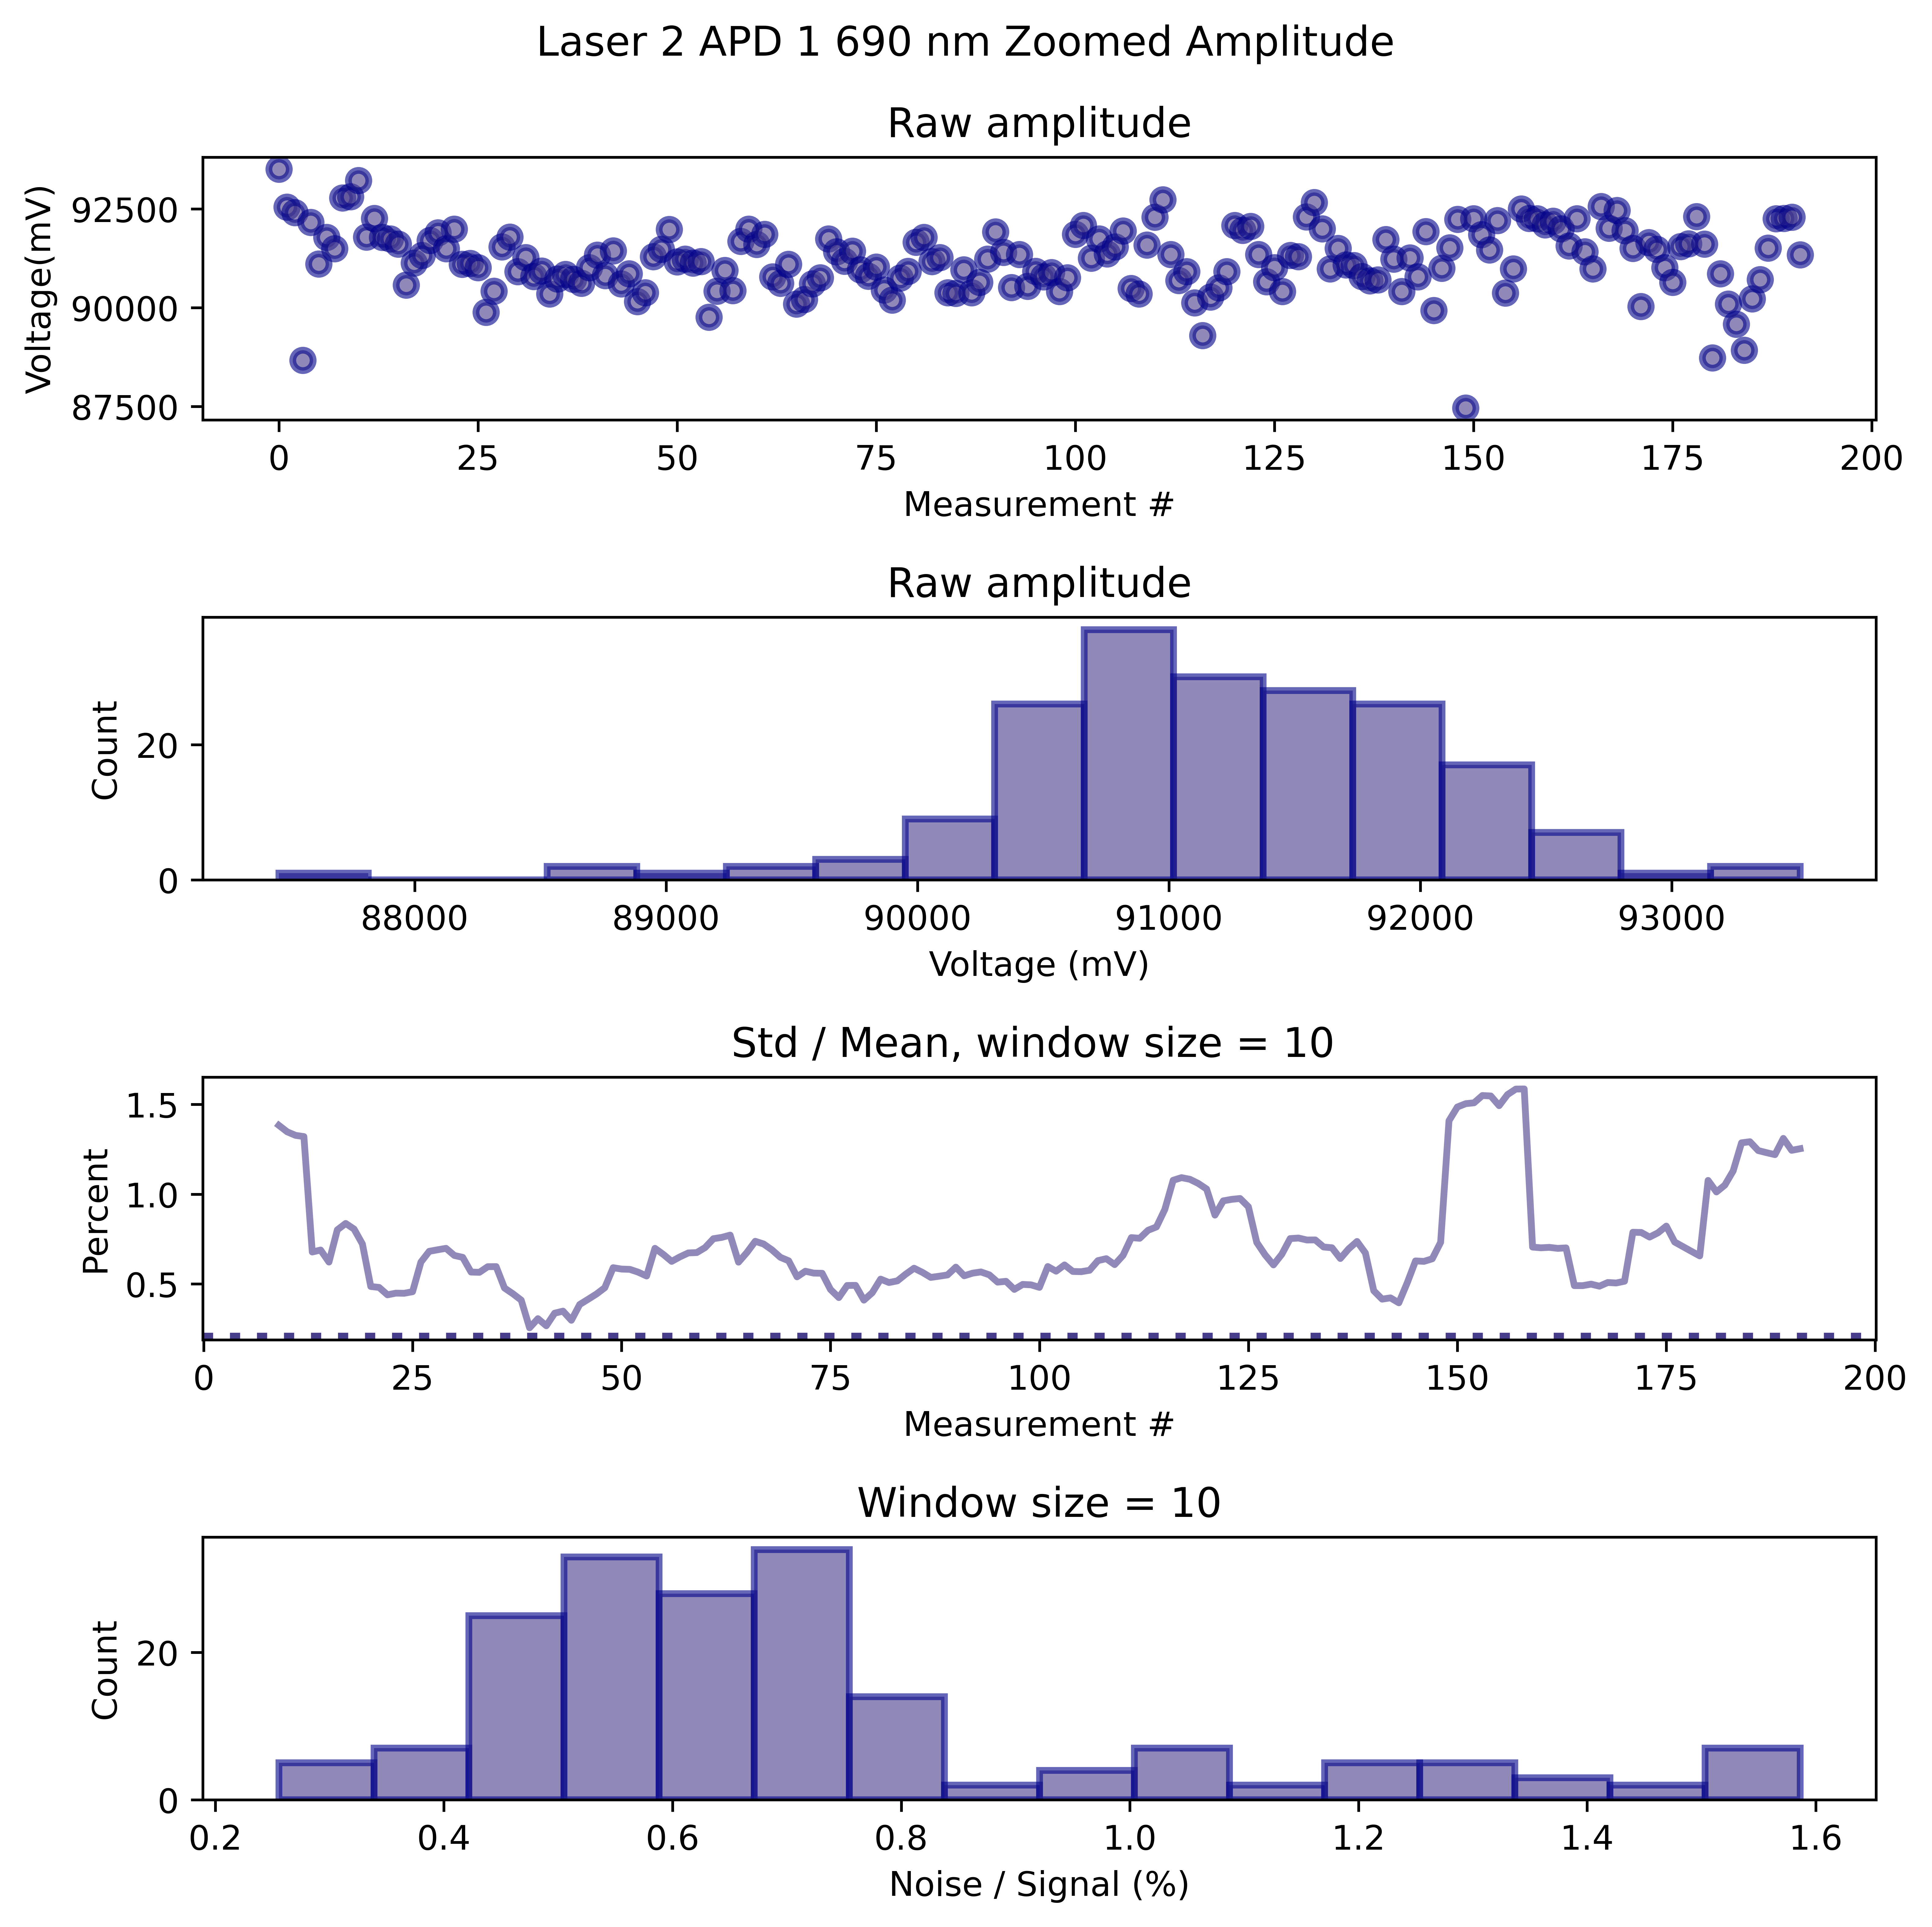 Laser 2 APD 1 690 nm Zoomed Amplitude
Raw amplitude
Voltage(mV)
92500
90000
87500
0 25 50 75 100 125 150 175 200
Measurement #
Raw amplitude
Count
20
0
88000 89000 90000 91000 92000 93000
Voltage (mV)
Std / Mean, window size = 10
Percent
1.5
1.0
0.5
0 25 50 75 100 125 150 175 200
Measurement #
Window size = 10
Count
20
0
0.2 0.4 0.6 0.8 1.0 1.2 1.4 1.6
Noise / Signal (%)